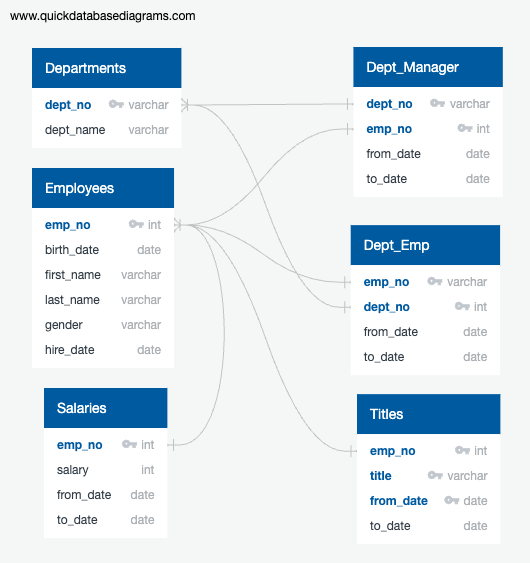 www.quickdatabasediagrams.com
Departments
dept_no varchar
dept_name varchar
Employees
emp_no int
birth_date date
first_name varchar
last_name varchar
gender varchar
hire_date date
Salaries
emp_no int
salary int
from_date date
to_date date
Dept_Manager
dept_no varchar
emp_no int
from_date date
to_date date
Dept_Emp
emp_no varchar
dept_no int
from_date date
to_date date
Titles
emp_no int
title varchar
from_date date
to_date date